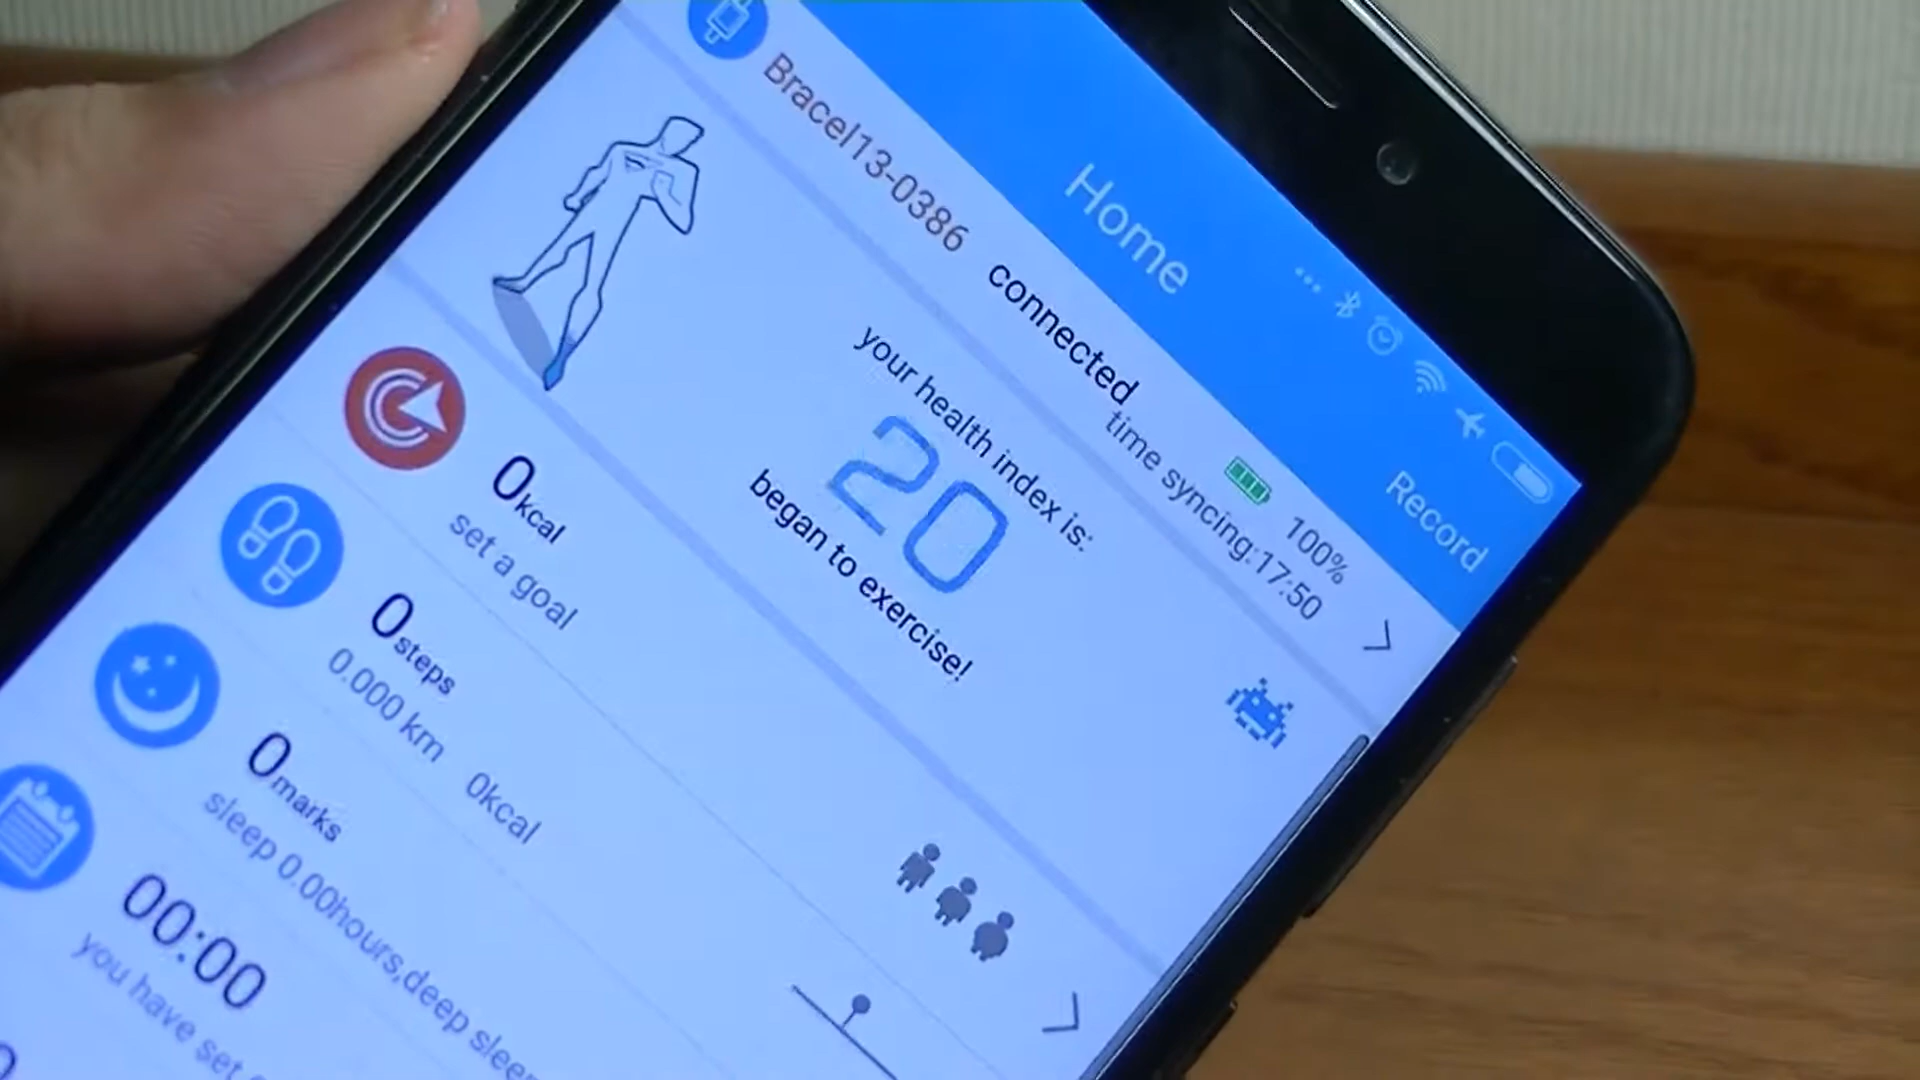 Home
Record
Bracel13-0386 connected
100%
time syncing:17:50
your health index is:
20
began to exercise!
0kcal
set a goal
0steps
0.000 km 0kcal
0marks
sleep 0.00hours,deep sleep
00:00
you have set